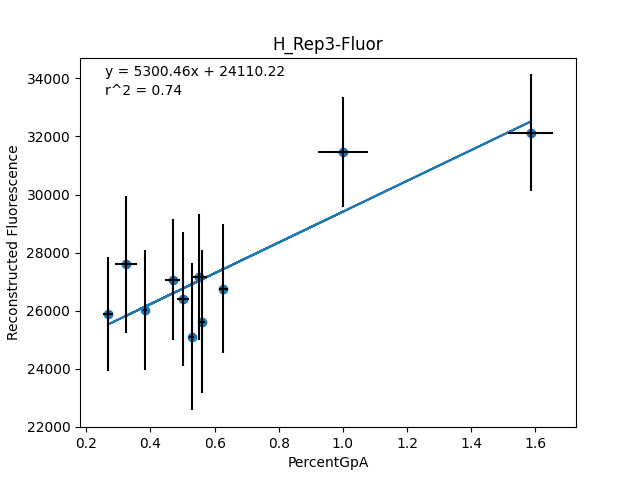 H_Rep3-Fluor
y = 5300.46x + 24110.22
r^2 = 0.74
34000
32000
30000
28000
26000
24000
22000
Reconstructed Fluorescence
0.2 0.4 0.6 0.8 1.0 1.2 1.4 1.6
PercentGpA